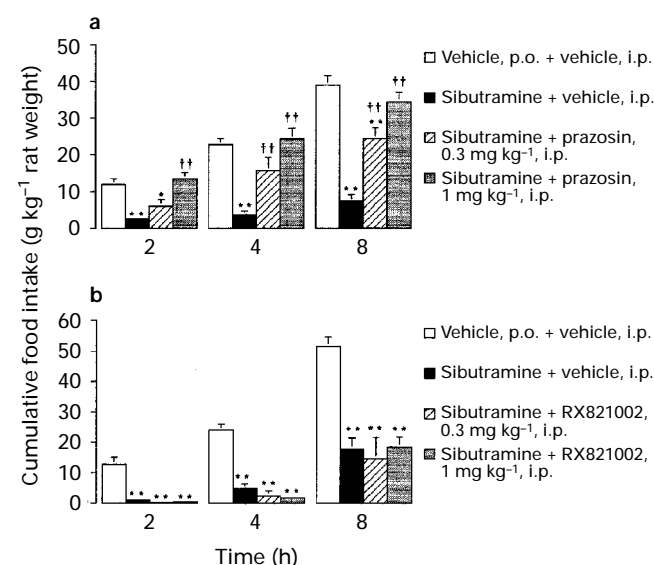 a
Cumulative food intake (g kg⁻¹ rat weight)
50
40
30
20
10
0
**
*
††
**
††
††
**
††
**
††
2
4
8
Vehicle, p.o. + vehicle, i.p.
Sibutramine + vehicle, i.p.
Sibutramine + prazosin,
0.3 mg kg⁻¹, i.p.
Sibutramine + prazosin,
1 mg kg⁻¹, i.p.
b
60
50
40
30
20
10
0
** ** **
** ** **
** ** **
2
4
8
Time (h)
Vehicle, p.o. + vehicle, i.p.
Sibutramine + vehicle, i.p.
Sibutramine + RX821002,
0.3 mg kg⁻¹, i.p.
Sibutramine + RX821002,
1 mg kg⁻¹, i.p.